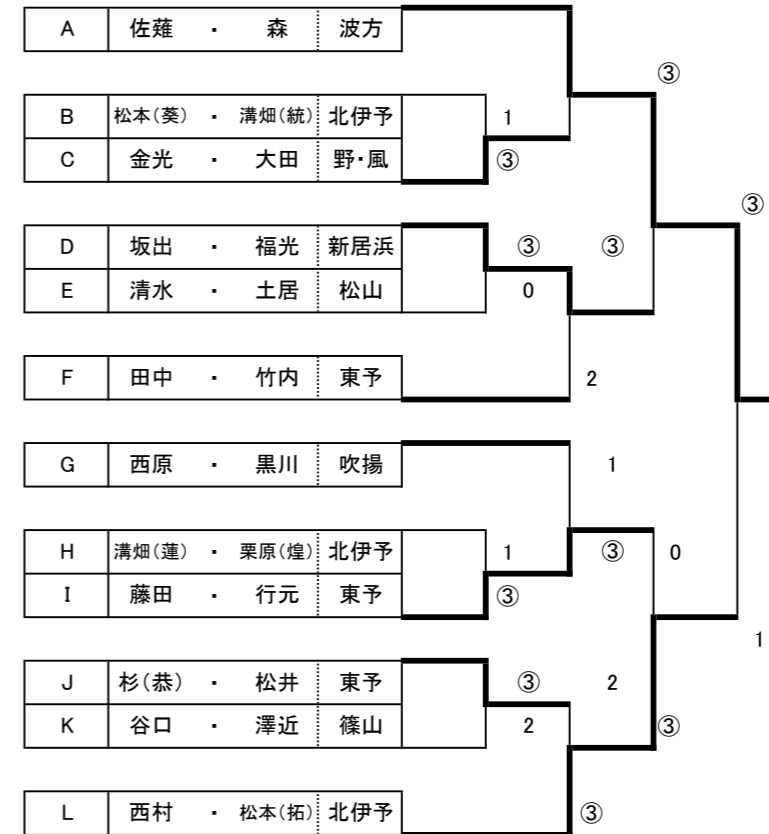 A 佐薙 ・ 森 波方
③
B 松本(葵) ・ 溝畑(統) 北伊予 1
C 金光 ・ 大田 野・風 ③
③
D 坂出 ・ 福光 新居浜 ③ ③
E 清水 ・ 土居 松山 0
F 田中 ・ 竹内 東予 2
G 西原 ・ 黒川 吹揚 1
H 溝畑(蓮) ・ 栗原(煌) 北伊予 1 ③ 0
I 藤田 ・ 行元 東予 ③
1
J 杉(恭) ・ 松井 東予 ③ 2
K 谷口 ・ 澤近 篠山 2 ③
L 西村 ・ 松本(拓) 北伊予 ③